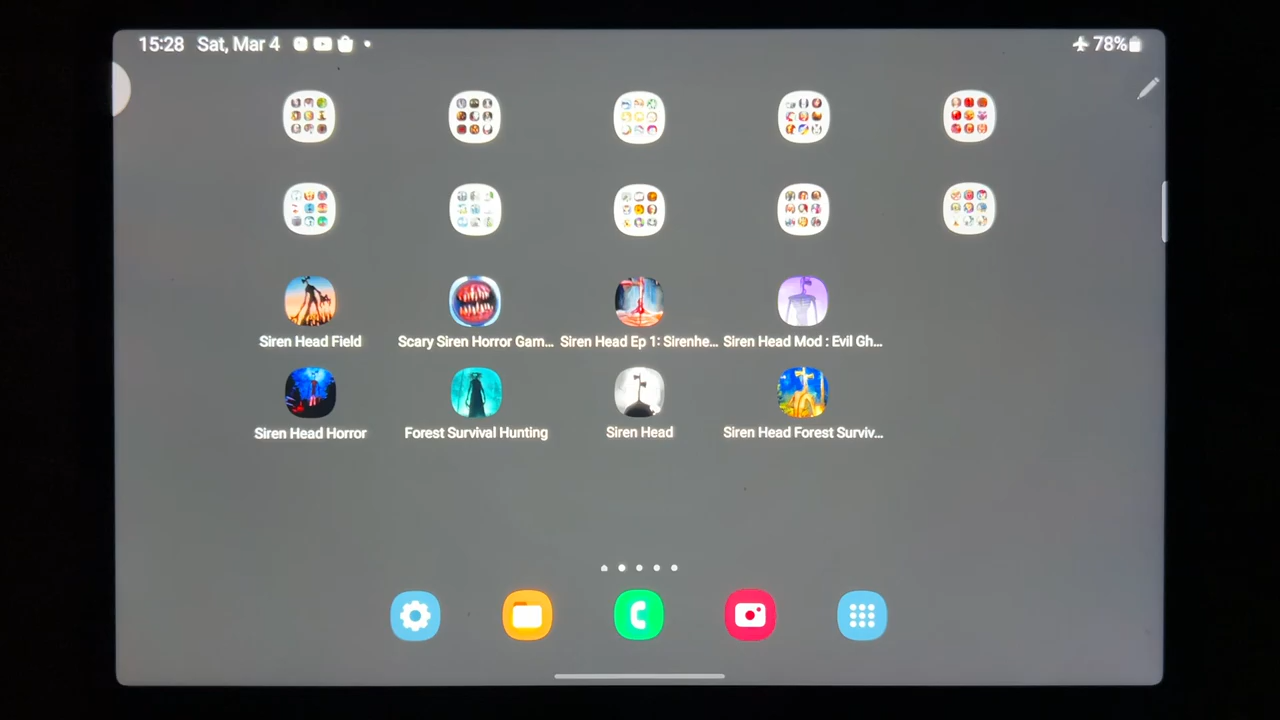 15:28 Sat, Mar 4
78%
Siren Head Field
Scary Siren Horror Gam...
Siren Head Ep 1: Sirenhe...
Siren Head Mod : Evil Gh...
Siren Head Horror
Forest Survival Hunting
Siren Head
Siren Head Forest Surviv...